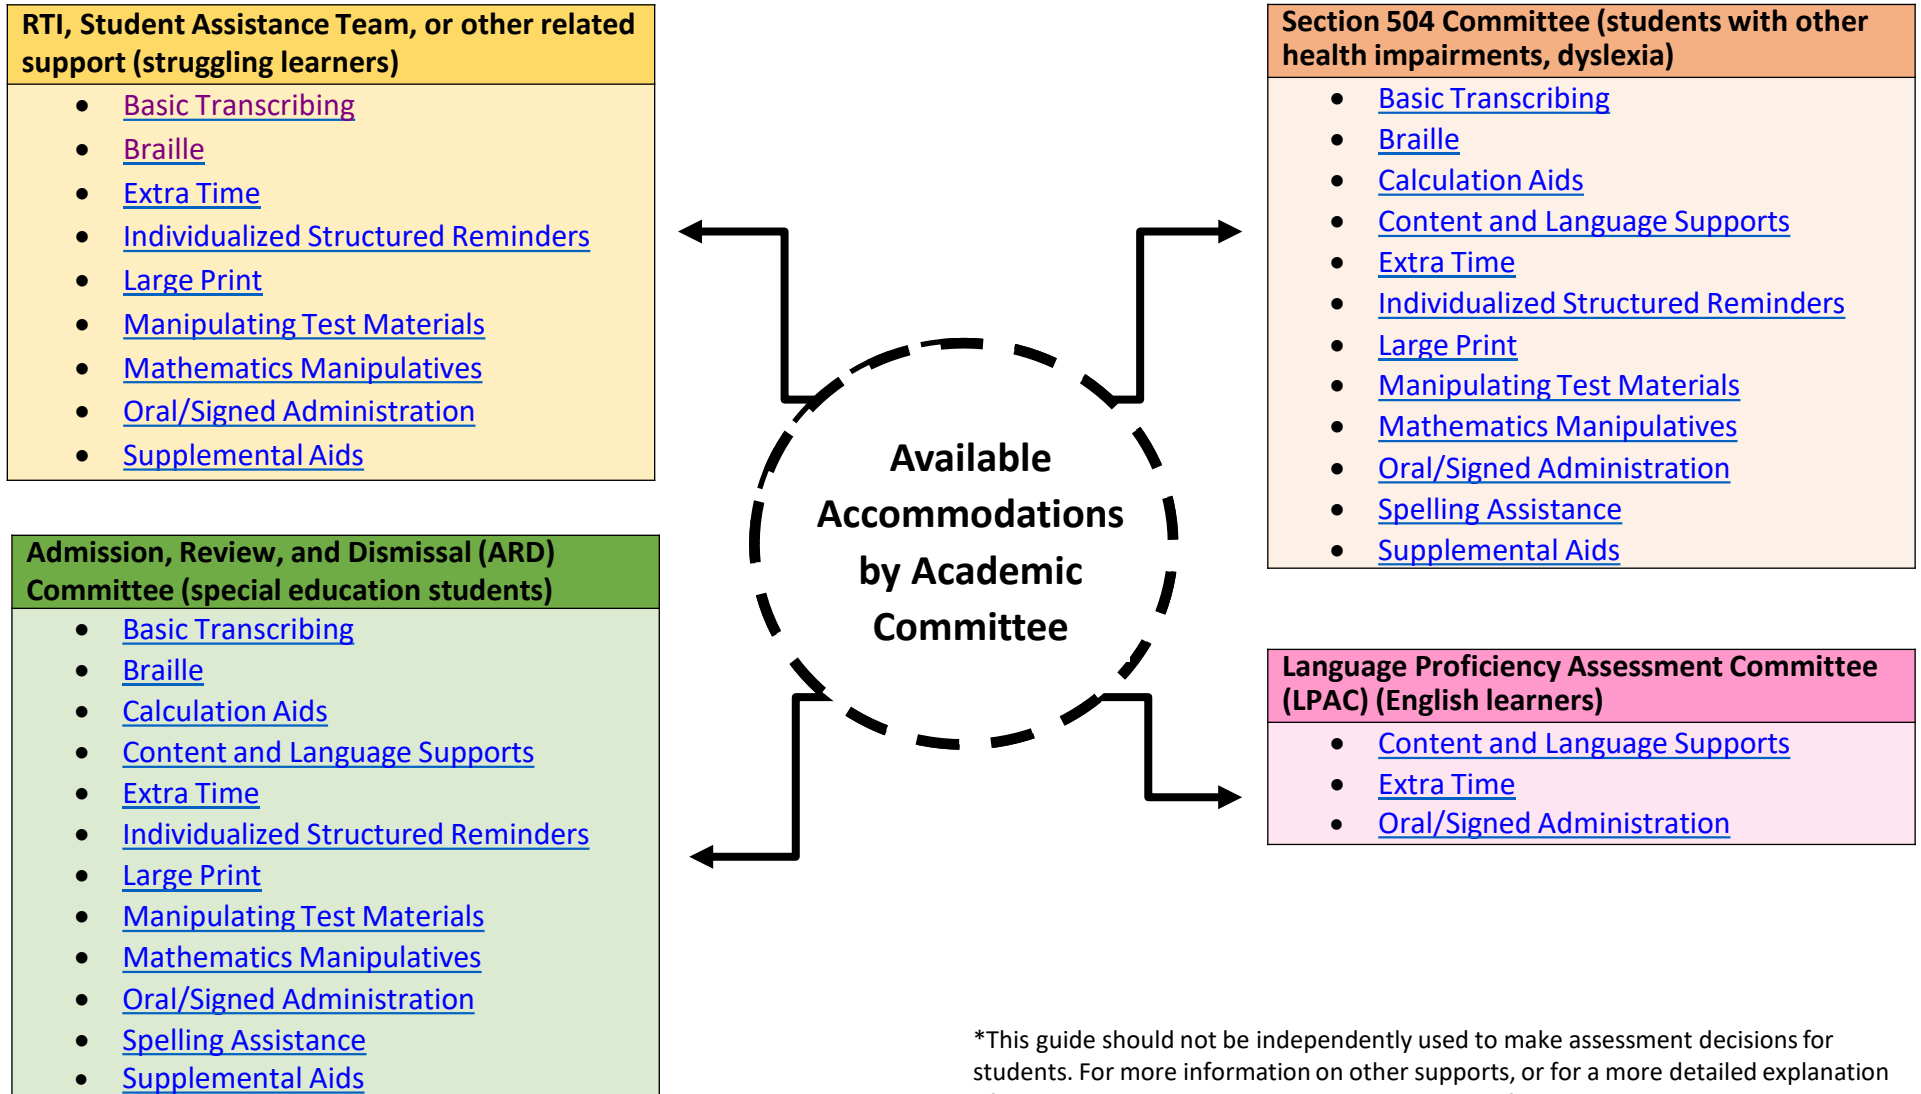 RTI, Student Assistance Team, or other related
support (struggling learners)
• Basic Transcribing
• Braille
• Extra Time
• Individualized Structured Reminders
• Large Print
• Manipulating Test Materials
• Mathematics Manipulatives
• Oral/Signed Administration
• Supplemental Aids
Section 504 Committee (students with other
health impairments, dyslexia)
• Basic Transcribing
• Braille
• Calculation Aids
• Content and Language Supports
• Extra Time
• Individualized Structured Reminders
• Large Print
• Manipulating Test Materials
• Mathematics Manipulatives
• Oral/Signed Administration
• Spelling Assistance
• Supplemental Aids
Available
Accommodations
by Academic
Committee
Admission, Review, and Dismissal (ARD)
Committee (special education students)
• Basic Transcribing
• Braille
• Calculation Aids
• Content and Language Supports
• Extra Time
• Individualized Structured Reminders
• Large Print
• Manipulating Test Materials
• Mathematics Manipulatives
• Oral/Signed Administration
• Spelling Assistance
• Supplemental Aids
Language Proficiency Assessment Committee
(LPAC) (English learners)
• Content and Language Supports
• Extra Time
• Oral/Signed Administration
*This guide should not be independently used to make assessment decisions for
students. For more information on other supports, or for a more detailed explanation